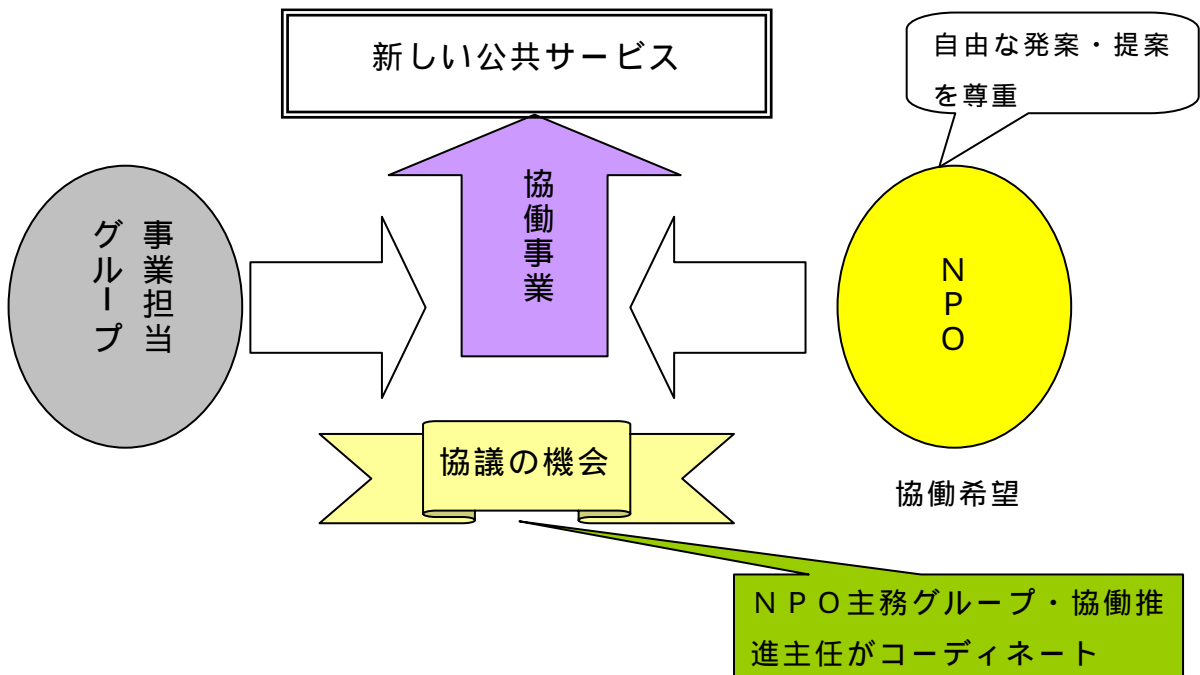 新しい公共サービス
自由な発案・提案
を尊重
協働事業
事業担当
グループ
ＮＰＯ
協議の機会
協働希望
ＮＰＯ主務グループ・協働推
進主任がコーディネート